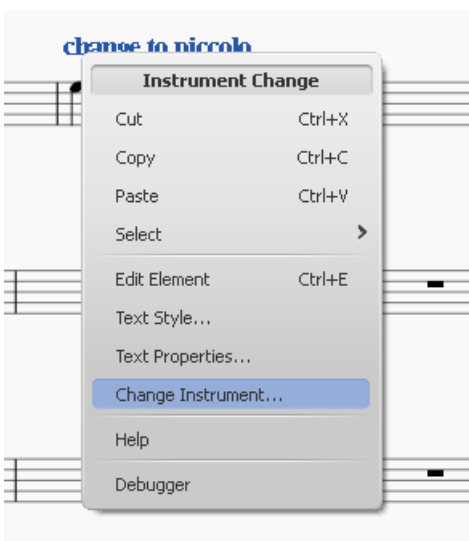 change to piccolo
Instrument Change
Cut Ctrl+X
Copy Ctrl+C
Paste Ctrl+V
Select
Edit Element Ctrl+E
Text Style...
Text Properties...
Change Instrument...
Help
Debugger